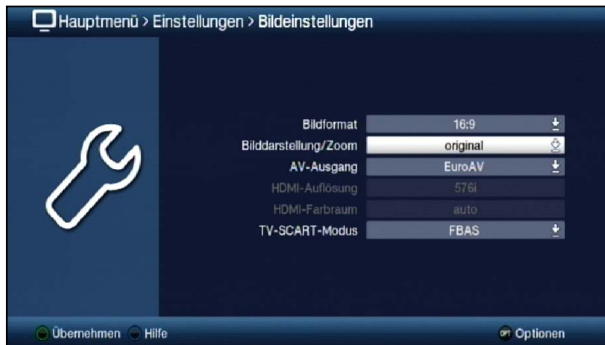 Hauptmenü > Einstellungen > Bildeinstellungen
Bildformat 16:9
Bilddarstellung/Zoom original
AV-Ausgang EuroAV
HDMI-Auflösung 576i
HDMI-Farbraum auto
TV-SCART-Modus FBAS
Übernehmen Hilfe OPT Optionen